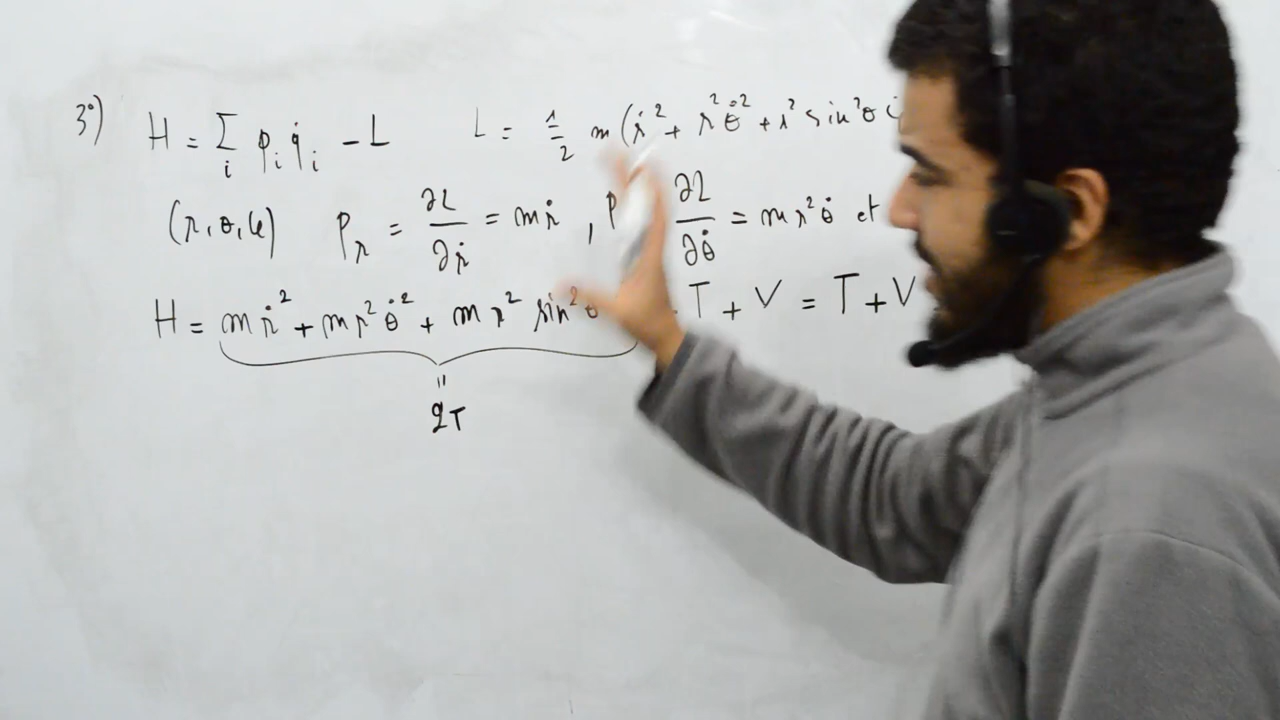 3°) H = ∑ᵢ pᵢ q̇ᵢ − L L = 1/2 m (ṙ² + r²θ̇² + r² sin²θ
(r, θ, φ) pᵣ = ∂L/∂ṙ = mṙ , P ∂L/∂θ̇ = mr²θ̇ et
H = mṙ² + mr²θ̇² + mr² sin²θ T + V = T + V
= 2T